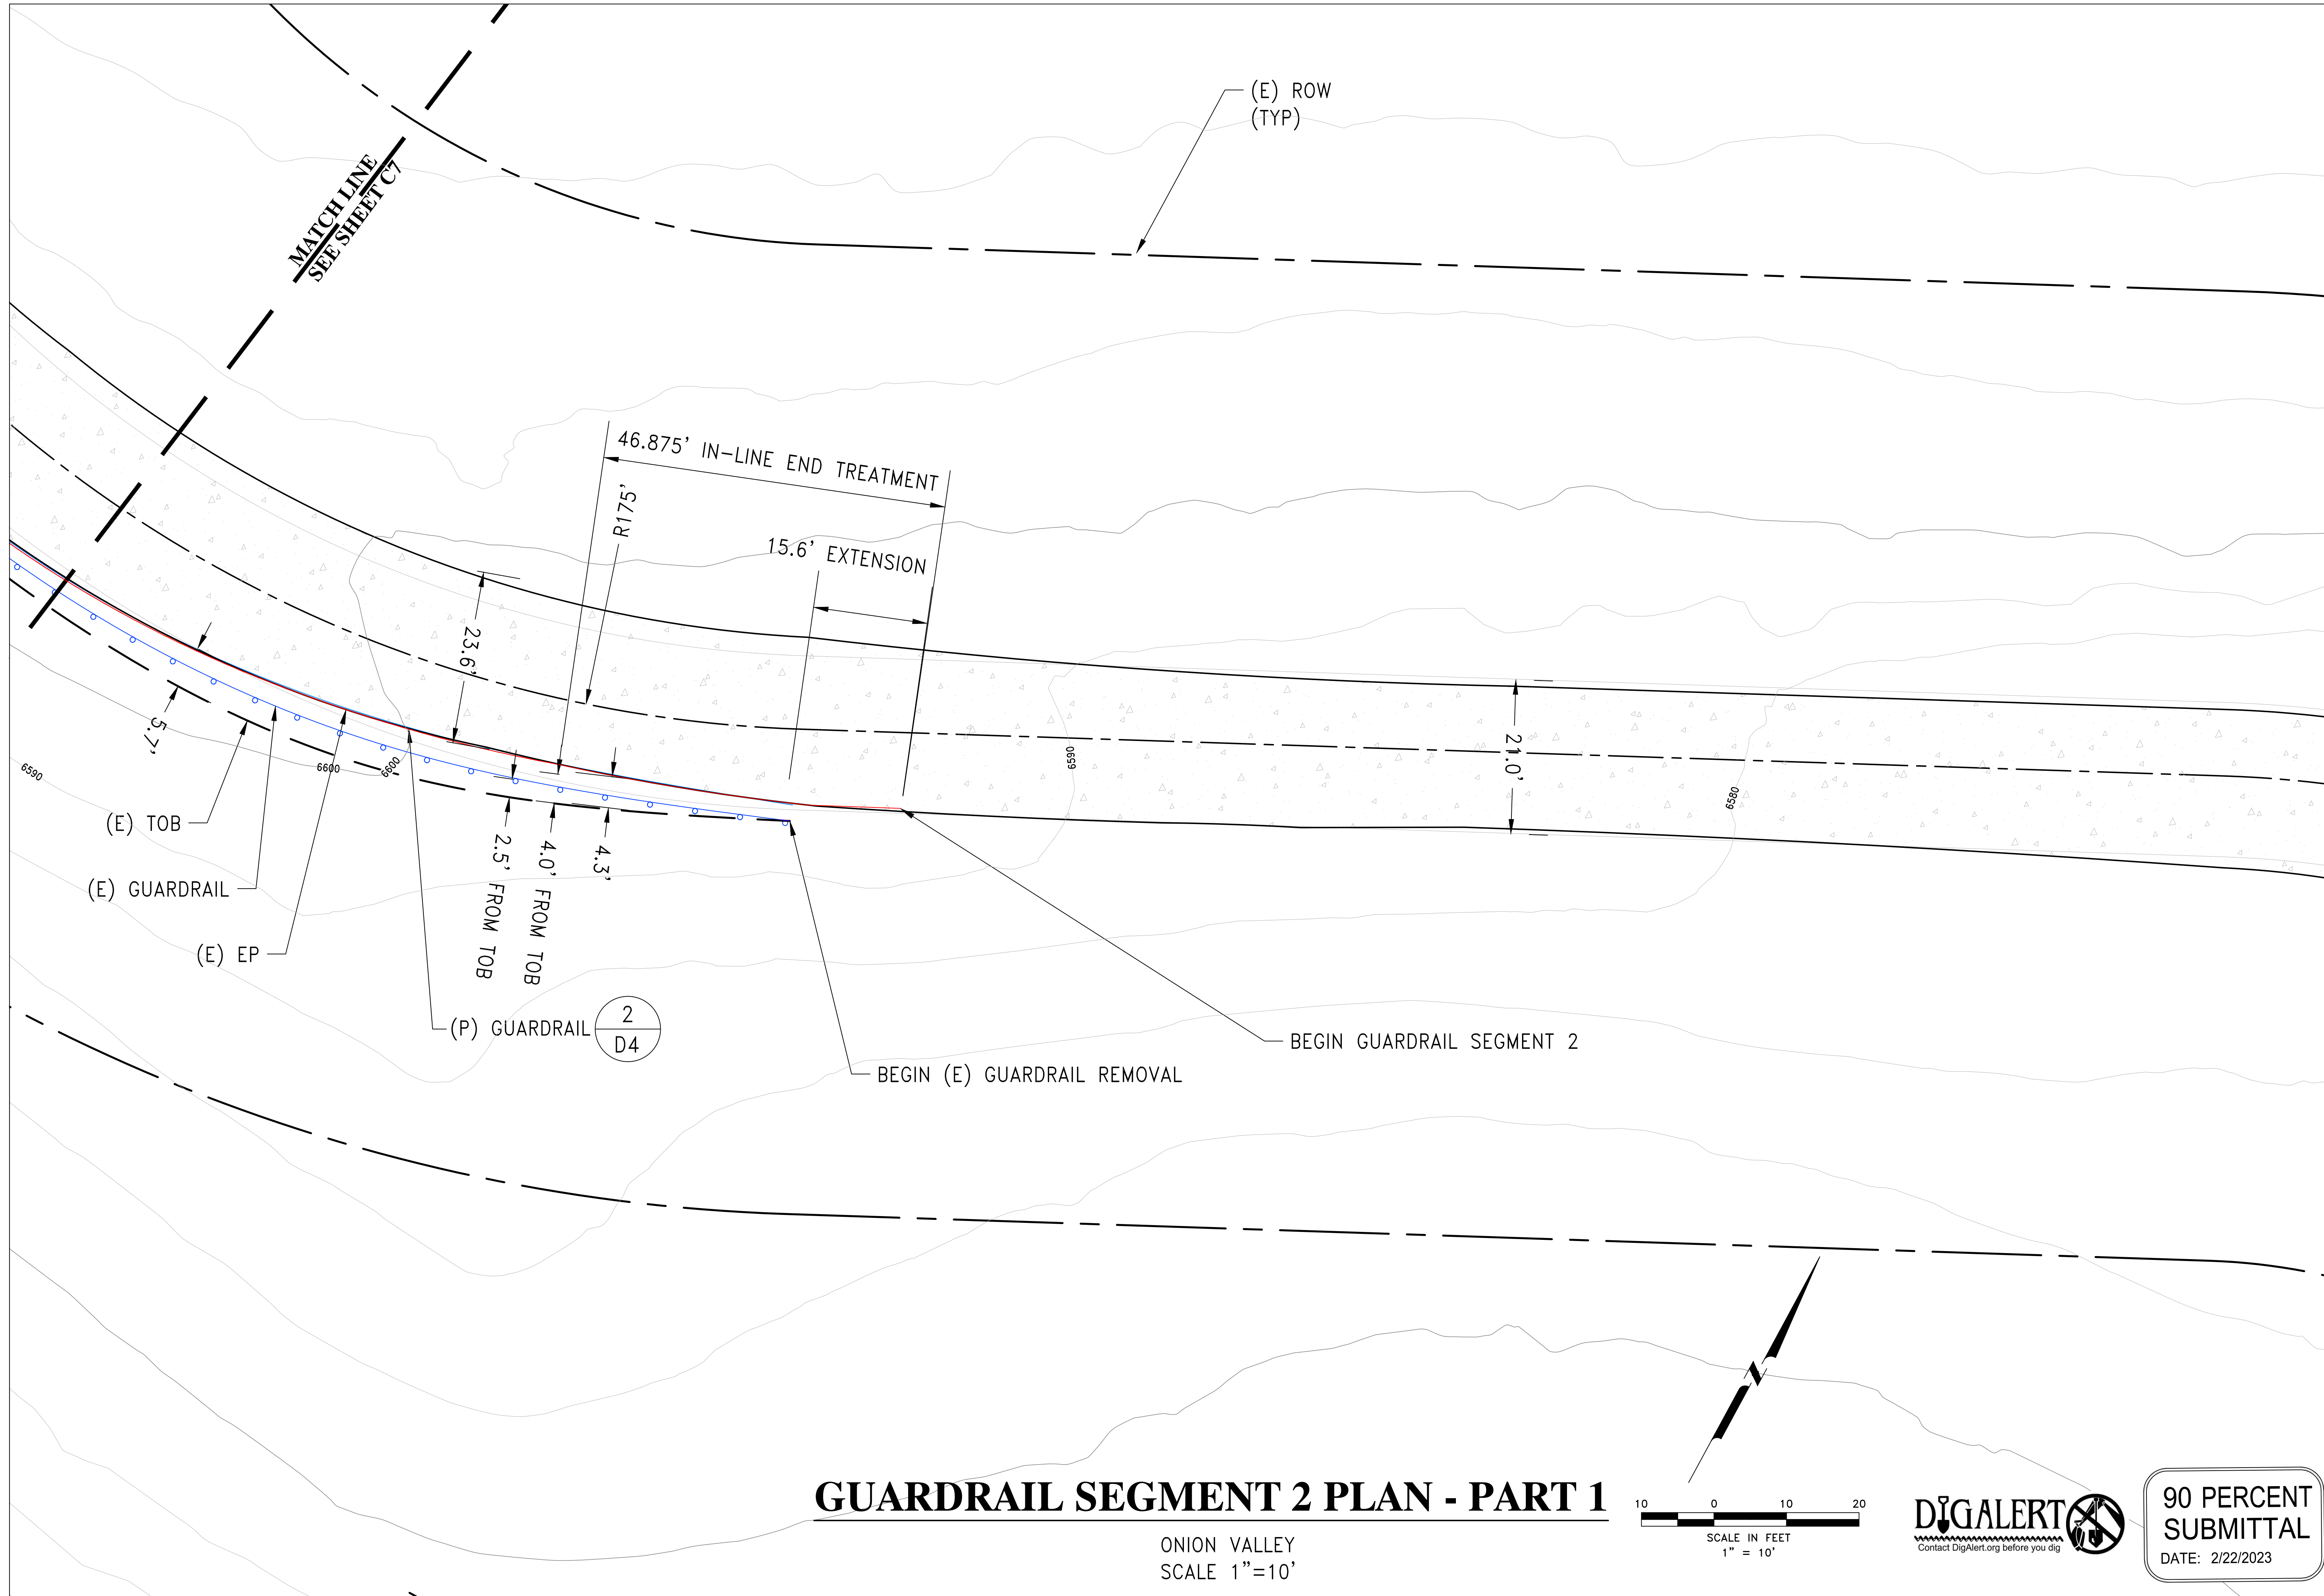 (E) ROW
(TYP)
MATCH LINE
SEE SHEET C7
46.875' IN-LINE END TREATMENT
R175'
15.6' EXTENSION
23.6'
5.7'
21.0'
6590
6600
6600
6590
6580
(E) TOB
(E) GUARDRAIL
(E) EP
2.5' FROM TOB
4.0' FROM TOB
4.3'
(P) GUARDRAIL
2
D4
BEGIN GUARDRAIL SEGMENT 2
BEGIN (E) GUARDRAIL REMOVAL
N
GUARDRAIL SEGMENT 2 PLAN - PART 1
ONION VALLEY
SCALE 1"=10'
10 0 10 20
SCALE IN FEET
1" = 10'
DIGALERT
Contact DigAlert.org before you dig
90 PERCENT
SUBMITTAL
DATE: 2/22/2023